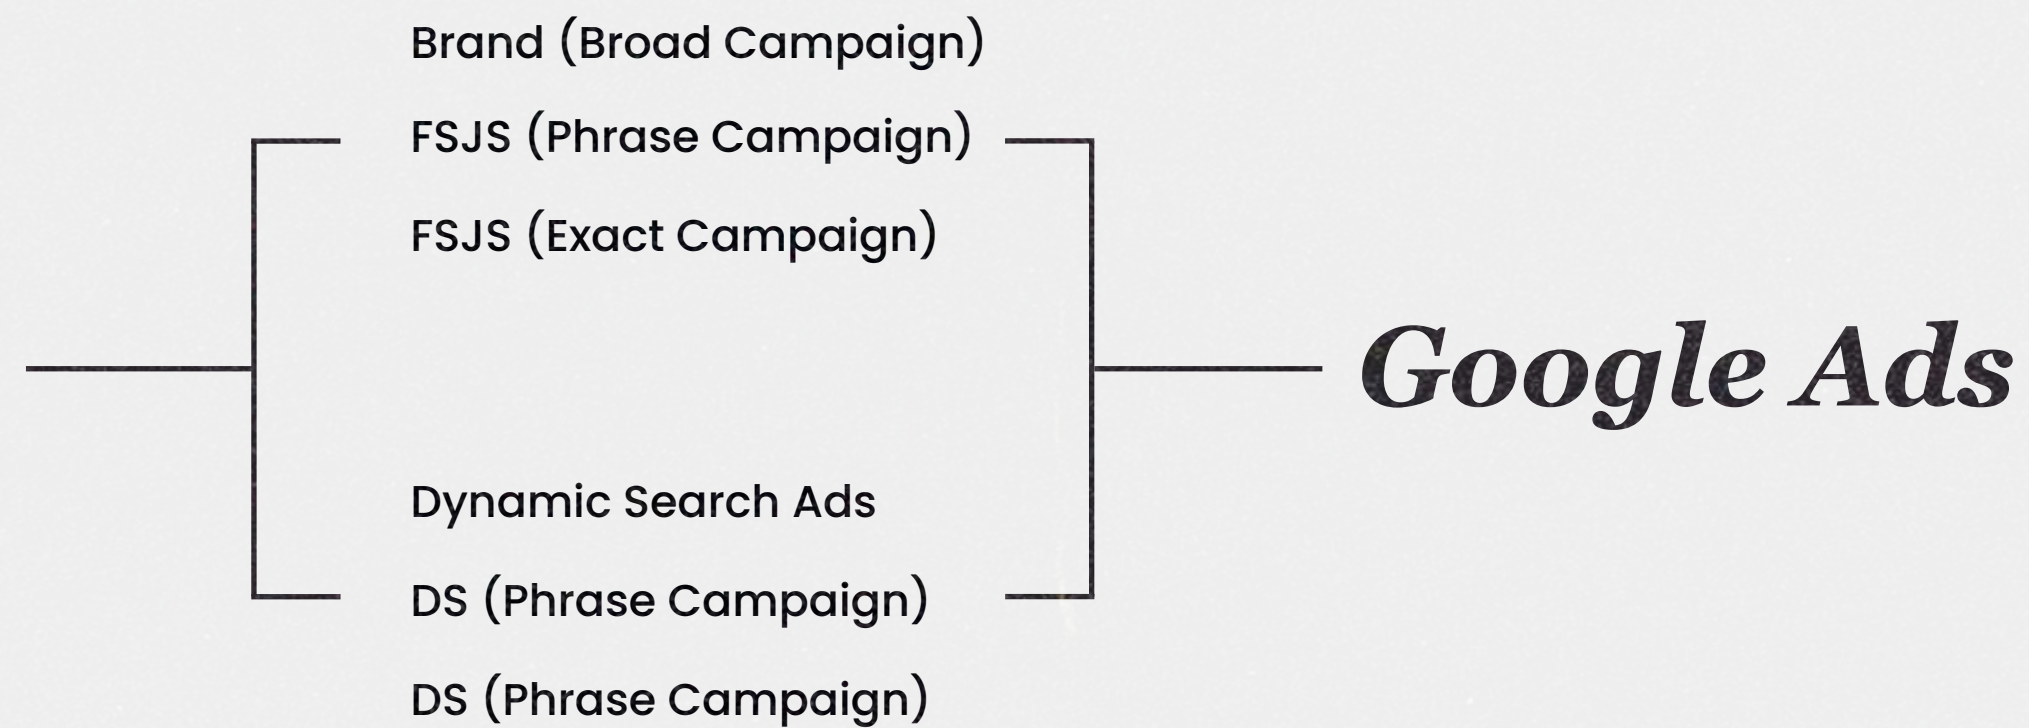 Brand (Broad Campaign)
FSJS (Phrase Campaign)
FSJS (Exact Campaign)
Google Ads
Dynamic Search Ads
DS (Phrase Campaign)
DS (Phrase Campaign)